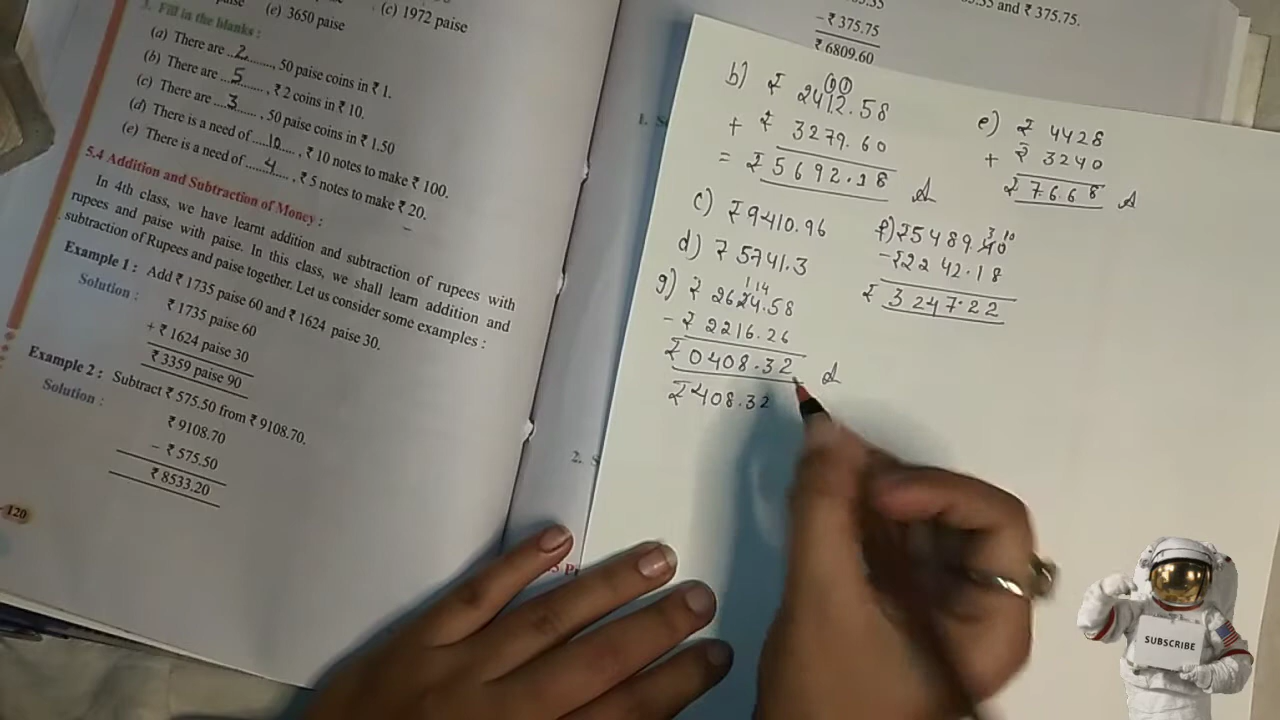 (e) 3650 paise
(c) 1972 paise
3. Fill in the blanks :
(a) There are ..2........., 50 paise coins in ₹ 1.
(b) There are ...5......., ₹ 2 coins in ₹ 10.
(c) There are ....3......., 50 paise coins in ₹ 1.50
(d) There is a need of ....10......, ₹ 10 notes to make ₹ 100.
(e) There is a need of .....4......., ₹ 5 notes to make ₹ 20.
5.4 Addition and Subtraction of Money :
In 4th class, we have learnt addition and subtraction of rupees with
rupees and paise with paise. In this class, we shall learn addition and
subtraction of Rupees and paise together. Let us consider some examples :
Example 1 : Add ₹ 1735 paise 60 and ₹ 1624 paise 30.
Solution :
₹ 1735 paise 60
+ ₹ 1624 paise 30
₹ 3359 paise 90
Example 2 : Subtract ₹ 575.50 from ₹ 9108.70.
Solution :
₹ 9108.70
− ₹ 575.50
₹ 8533.20
120
and ₹ 375.75.
− ₹ 375.75
₹ 6809.60
1.
2.
b) ₹ 2412.58
+ ₹ 3279.60
= ₹ 5692.18
c) ₹ 9410.96
d) ₹ 5741.3
g) ₹ 2624.58
1 14
− ₹ 2216.26
₹ 0408.32
₹ 408.32
e) ₹ 4428
+ ₹ 3240
₹ 7668
f) ₹ 5489.40
3 10
− ₹ 2242.18
₹ 3247.22
SUBSCRIBE